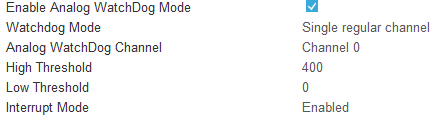 Enable Analog WatchDog Mode
Watchdog Mode Single regular channel
Analog WatchDog Channel Channel 0
High Threshold 400
Low Threshold 0
Interrupt Mode Enabled